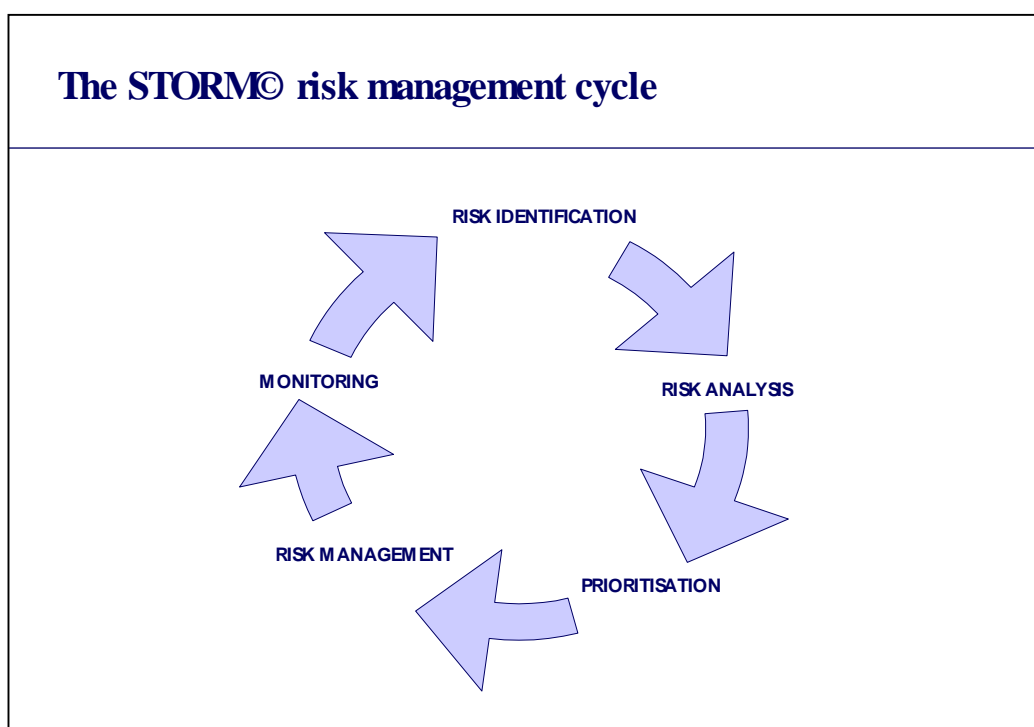 The STORM© risk management cycle
RISK IDENTIFICATION
RISK ANALYSIS
PRIORITISATION
RISK MANAGEMENT
MONITORING